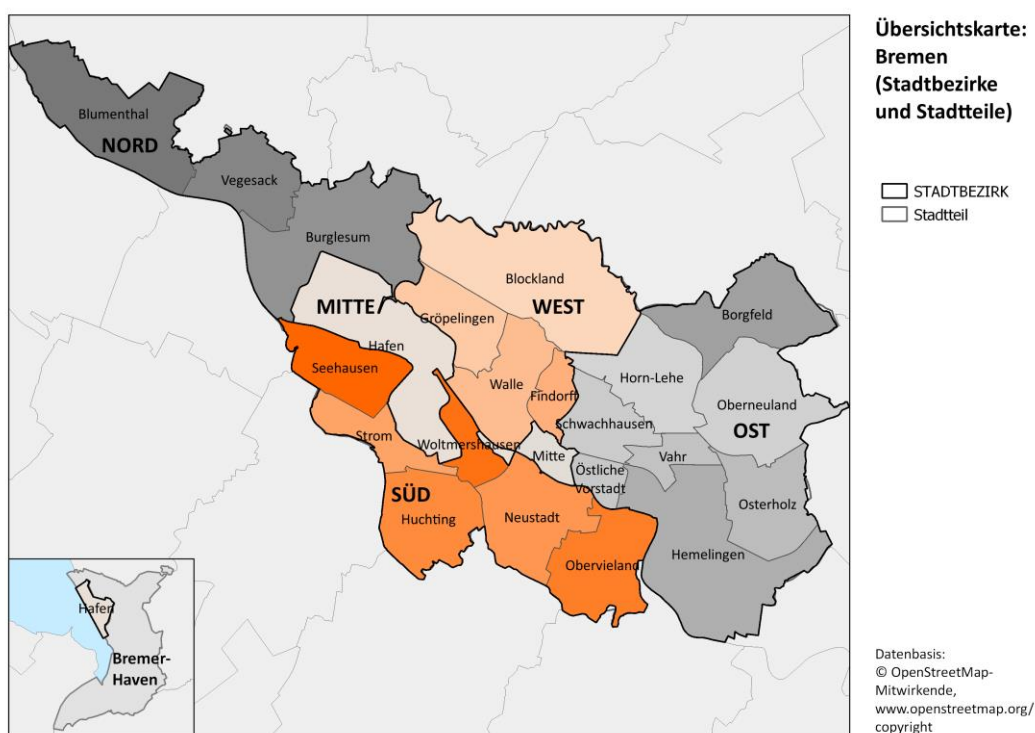 Übersichtskarte:
Bremen
(Stadtbezirke
und Stadtteile)
STADTBEZIRK
Stadtteil
Blumenthal
NORD
Vegesack
Burglesum
Blockland
MITTE/
WEST
Gröpelingen
Borgfeld
Hafen
Seehausen
Walle
Horn-Lehe
Findorff
Oberneuland
Schwachhausen
OST
Strom
Woltmershausen
Mitte
Vahr
Östliche
Vorstadt
SÜD
Huchting
Neustadt
Osterholz
Hemelingen
Obervieland
Hafen
Bremer-
Haven
Datenbasis:
© OpenStreetMap-
Mitwirkende,
www.openstreetmap.org/
copyright